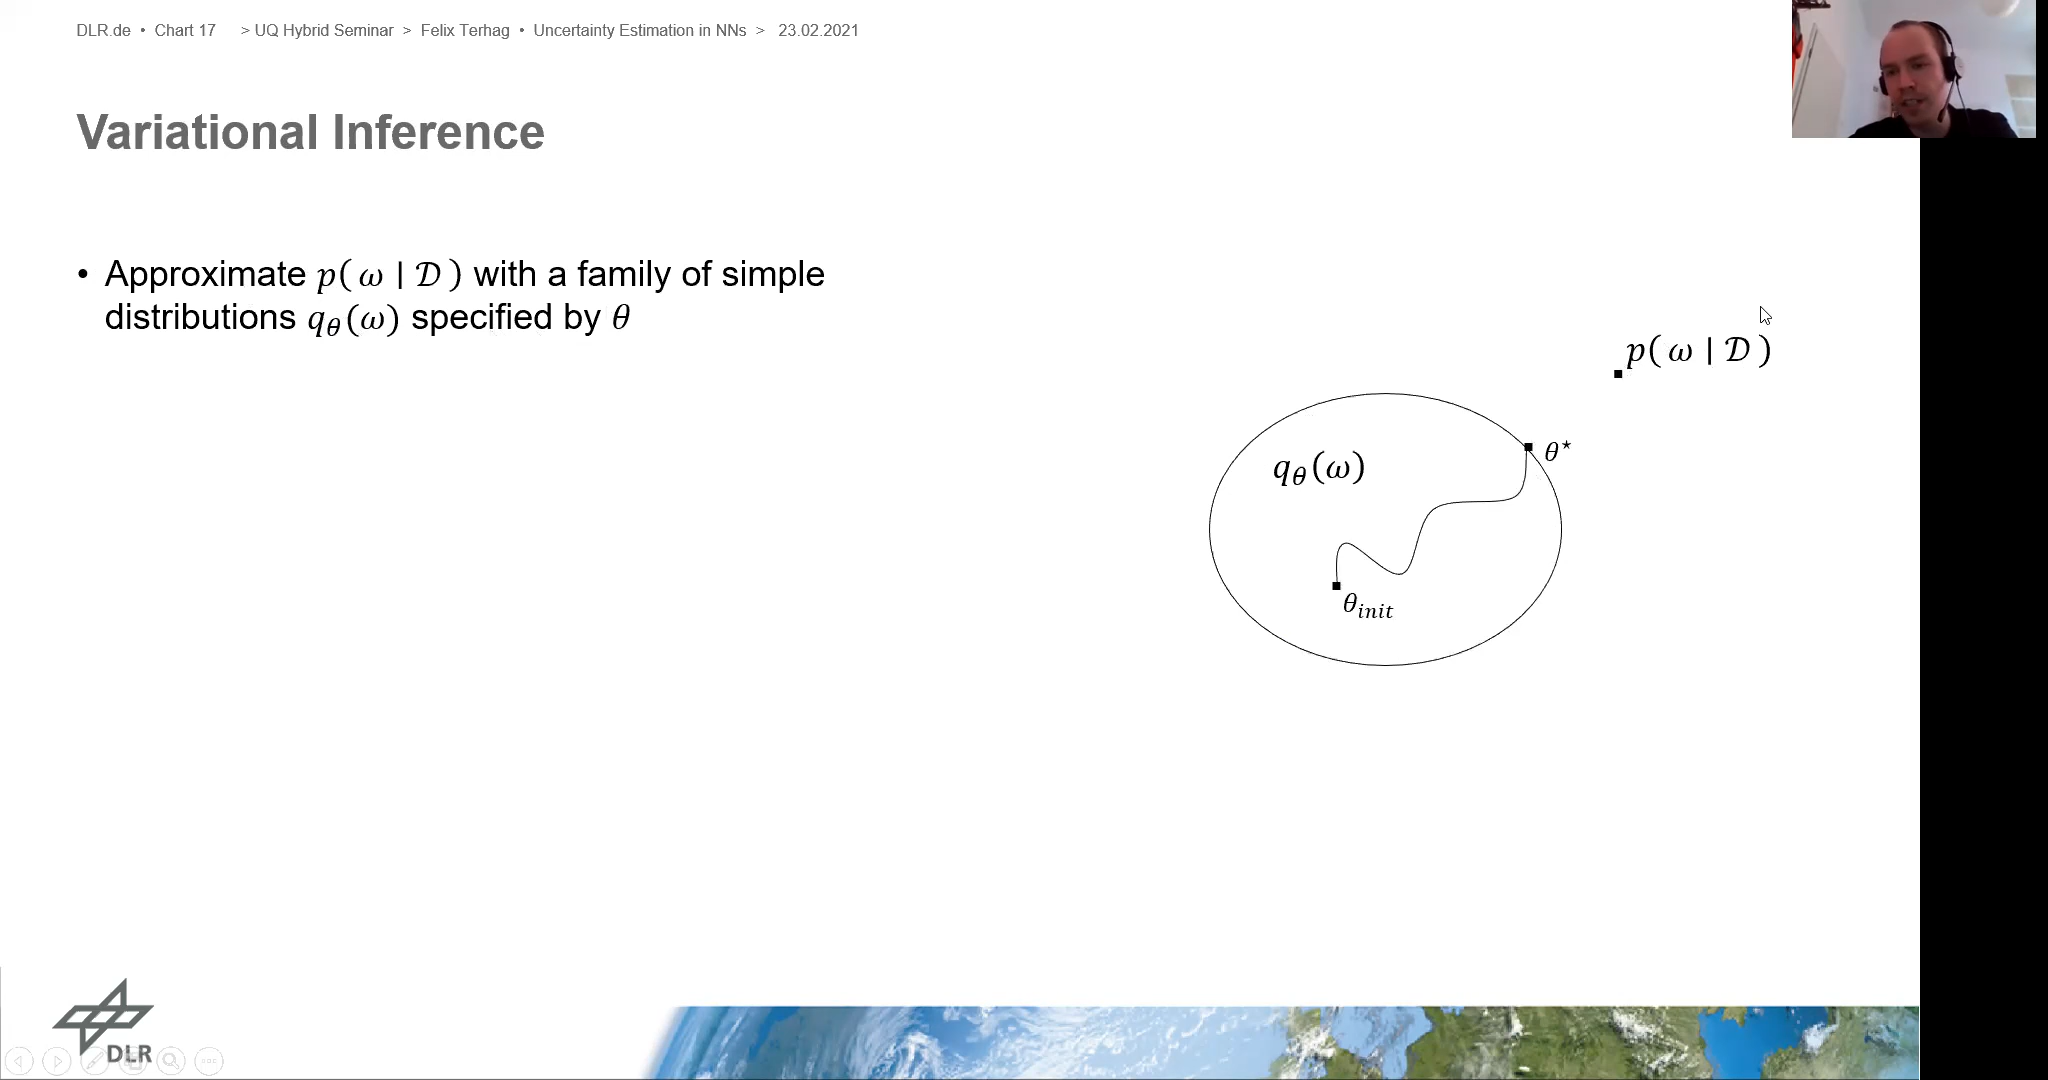 DLR.de • Chart 17 > UQ Hybrid Seminar > Felix Terhag • Uncertainty Estimation in NNs > 23.02.2021
Variational Inference
• Approximate p( ω | 𝒟 ) with a family of simple
distributions q_θ(ω) specified by θ
p( ω | 𝒟 )
θ⋆
q_θ(ω)
θ_init
DLR